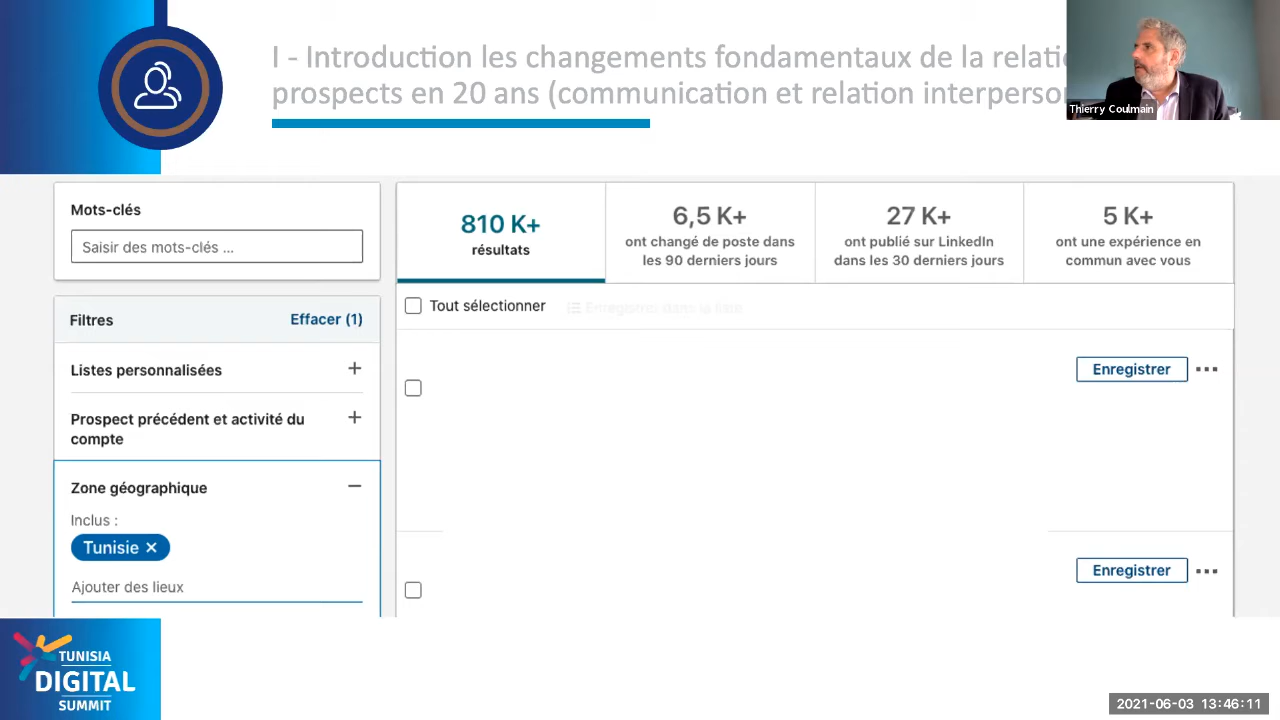 I - Introduction les changements fondamentaux de la
prospects en 20 ans (communication et relation
Thierry Coulmain
Mots-clés
Saisir des mots-clés ...
Filtres
Effacer (1)
Listes personnalisées
Prospect précédent et activité du
compte
Zone géographique
Inclus :
Tunisie ✕
Ajouter des lieux
810 K+
résultats
6,5 K+
ont changé de poste dans
les 90 derniers jours
27 K+
ont publié sur LinkedIn
dans les 30 derniers jours
5 K+
ont une expérience en
commun avec vous
Tout sélectionner
Enregistrer dans la liste
Enregistrer
Enregistrer
TUNISIA
DIGITAL
SUMMIT
2021-06-03 13:46:11